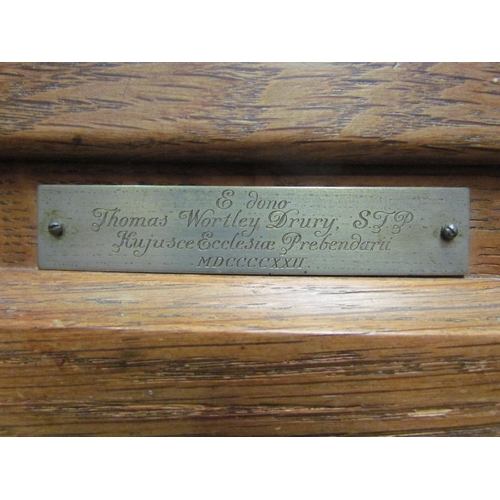 E dono
Thomas Wortley Drury, STP
Hujusce Ecclesiæ Prebendarii
MDCCCCXXII